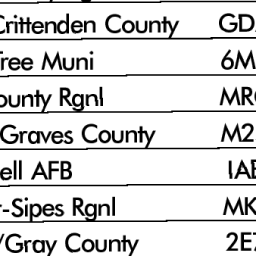 Crittenden County GD
Tree Muni 6M
ounty Rgnl MR
Graves County M2
ell AFB IA
-Sipes Rgnl MK
/Gray County 2E